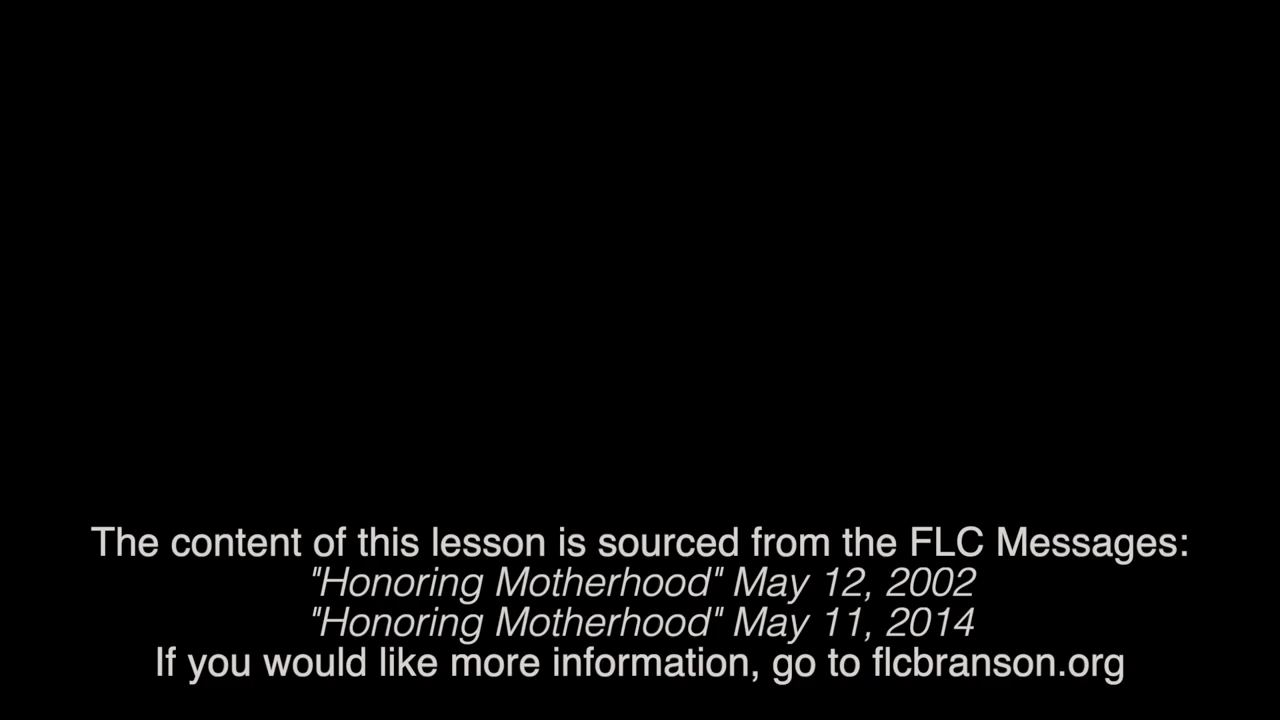 The content of this lesson is sourced from the FLC Messages:
"Honoring Motherhood" May 12, 2002
"Honoring Motherhood" May 11, 2014
If you would like more information, go to flcbranson.org